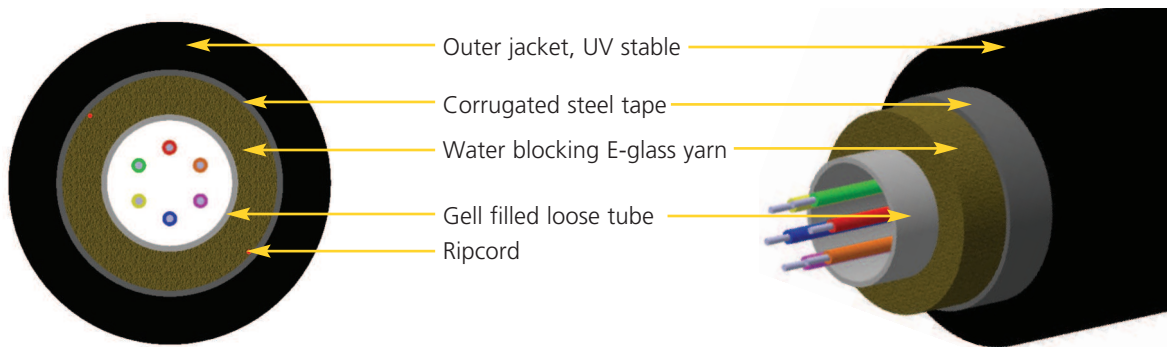 Outer jacket, UV stable
Corrugated steel tape
Water blocking E-glass yarn
Gell filled loose tube
Ripcord